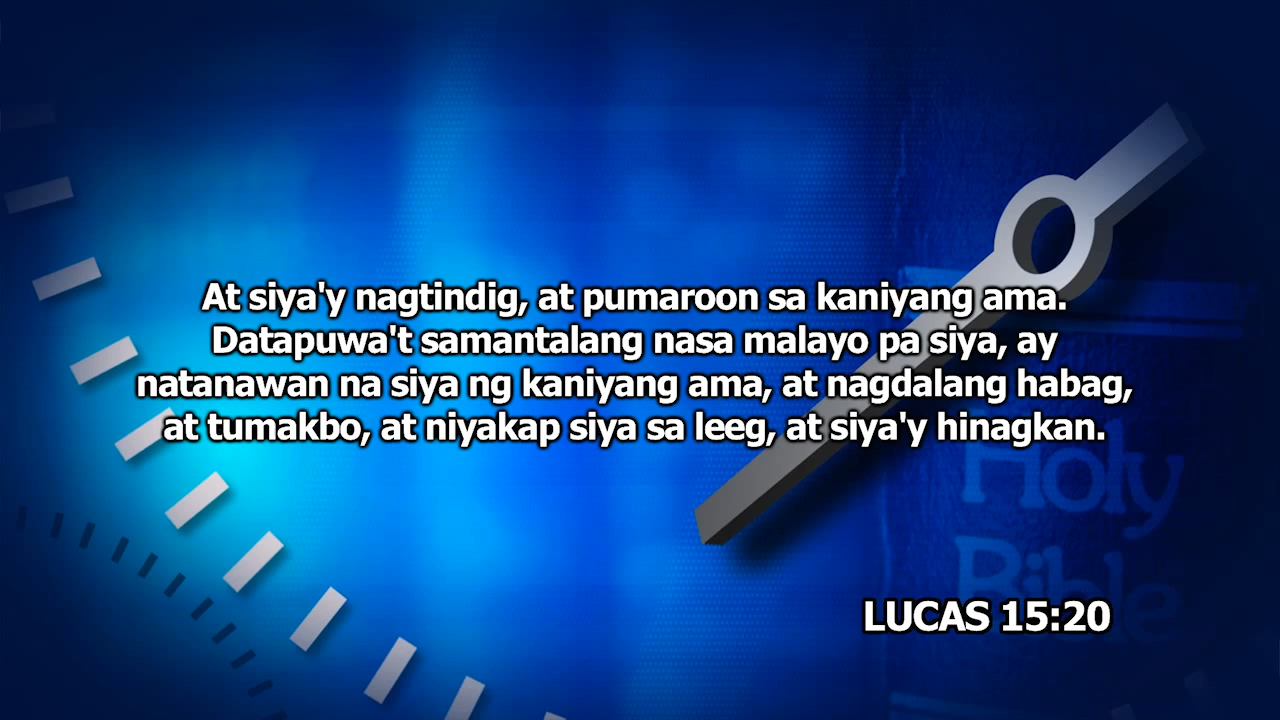 At siya'y nagtindig, at pumaroon sa kaniyang ama.
Datapuwa't samantalang nasa malayo pa siya, ay
natanawan na siya ng kaniyang ama, at nagdalang habag,
at tumakbo, at niyakap siya sa leeg, at siya'y hinagkan.
Holy
Bible
LUCAS 15:20